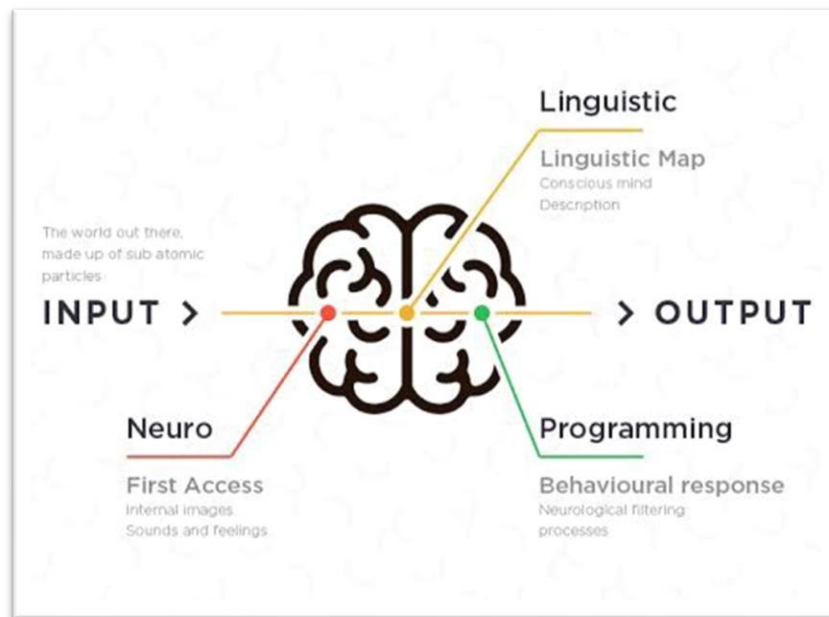 Linguistic
Linguistic Map
Conscious mind
Description
The world out there,
made up of sub atomic
particles
INPUT >
> OUTPUT
Neuro
First Access
Internal images
Sounds and feelings
Programming
Behavioural response
Neurological filtering
processes